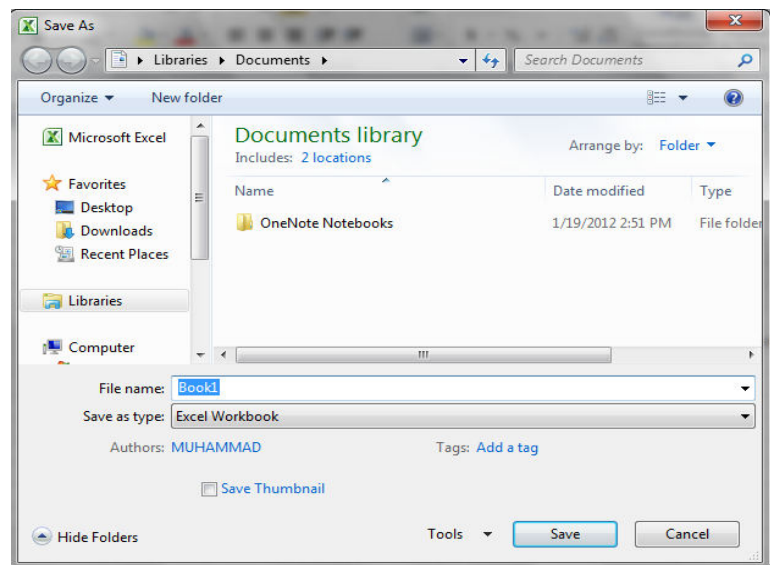 Save As
Libraries Documents Search Documents
Organize New folder
Microsoft Excel
Favorites
Desktop
Downloads
Recent Places
Libraries
Computer
Documents library
Includes: 2 locations
Arrange by: Folder
Name Date modified Type
OneNote Notebooks 1/19/2012 2:51 PM File folder
File name: Book1
Save as type: Excel Workbook
Authors: MUHAMMAD Tags: Add a tag
Save Thumbnail
Hide Folders Tools Save Cancel